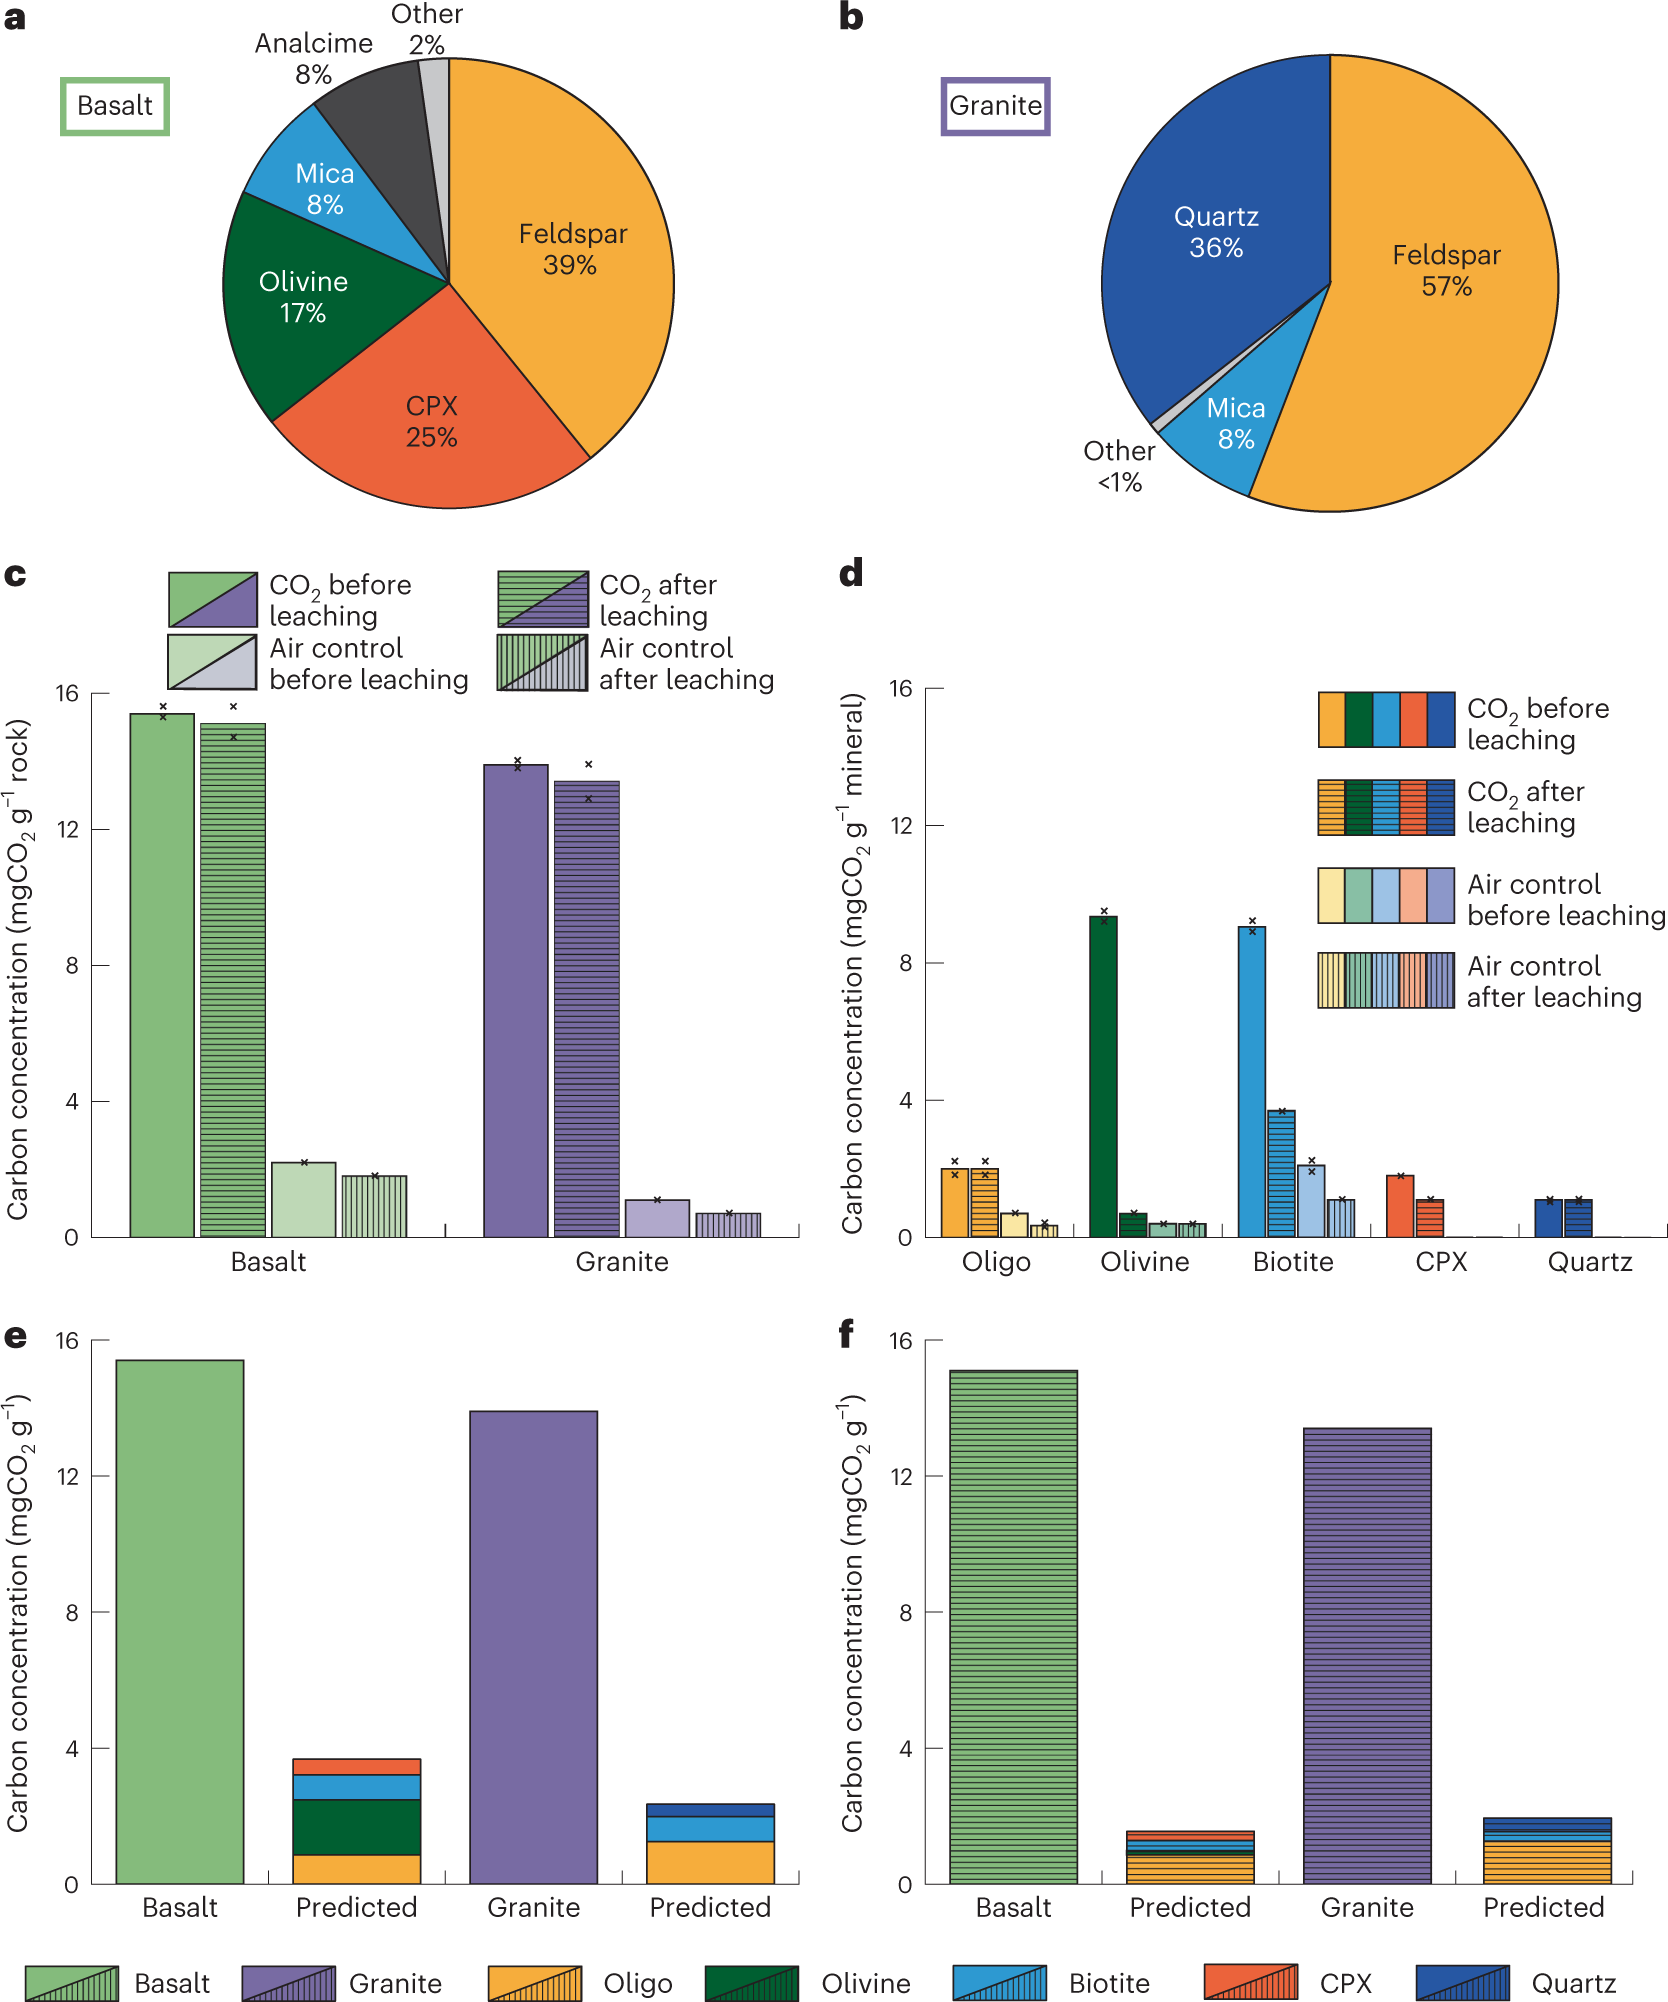 a
Basalt
Other
2%
Analcime
8%
Mica
8%
Olivine
17%
Feldspar
39%
CPX
25%
b
Granite
Quartz
36%
Feldspar
57%
Mica
8%
Other
<1%
c
CO2 before
leaching
CO2 after
leaching
Air control
before leaching
Air control
after leaching
Carbon concentration (mgCO2 g−1 rock)
16
12
8
4
0
Basalt
Granite
d
CO2 before
leaching
CO2 after
leaching
Air control
before leaching
Air control
after leaching
Carbon concentration (mgCO2 g−1 mineral)
16
12
8
4
0
Oligo
Olivine
Biotite
CPX
Quartz
e
Carbon concentration (mgCO2 g−1)
16
12
8
4
0
Basalt
Predicted
Granite
Predicted
f
Carbon concentration (mgCO2 g−1)
16
12
8
4
0
Basalt
Predicted
Granite
Predicted
Basalt
Granite
Oligo
Olivine
Biotite
CPX
Quartz